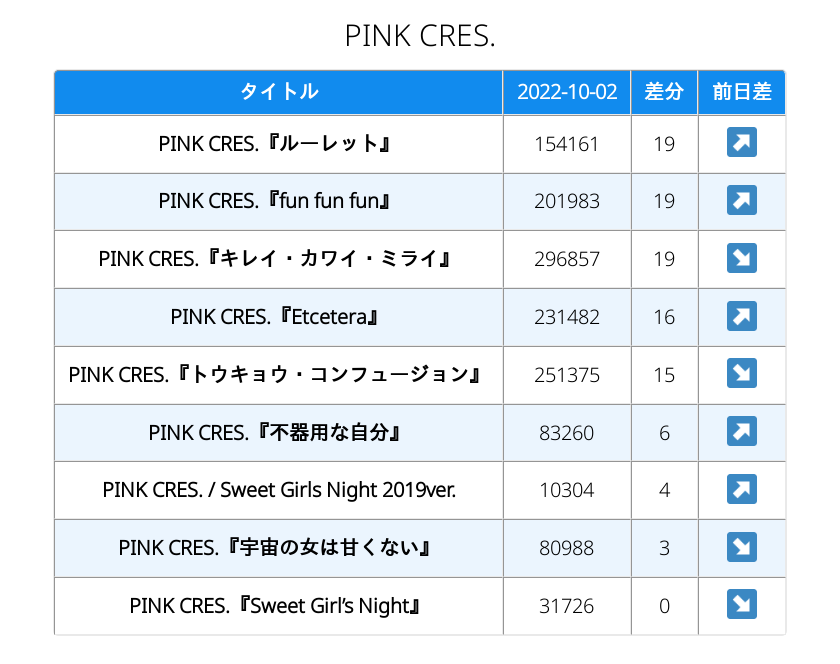 PINK CRES.
タイトル 2022-10-02 差分 前日差
PINK CRES.『ルーレット』 154161 19 ↗
PINK CRES.『fun fun fun』 201983 19 ↗
PINK CRES.『キレイ・カワイ・ミライ』 296857 19 ↘
PINK CRES.『Etcetera』 231482 16 ↗
PINK CRES.『トウキョウ・コンフュージョン』 251375 15 ↘
PINK CRES.『不器用な自分』 83260 6 ↗
PINK CRES. / Sweet Girls Night 2019ver. 10304 4 ↗
PINK CRES.『宇宙の女は甘くない』 80988 3 ↘
PINK CRES.『Sweet Girl’s Night』 31726 0 ↘